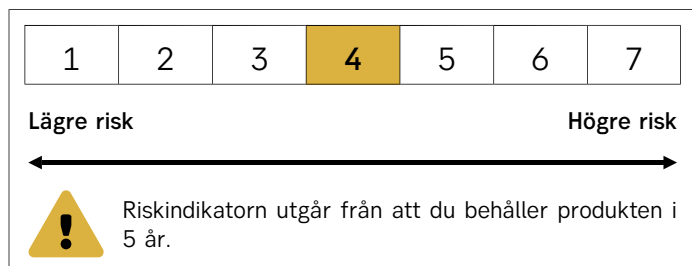 1 2 3 4 5 6 7
Lägre risk Högre risk
Riskindikatorn utgår från att du behåller produkten i
5 år.